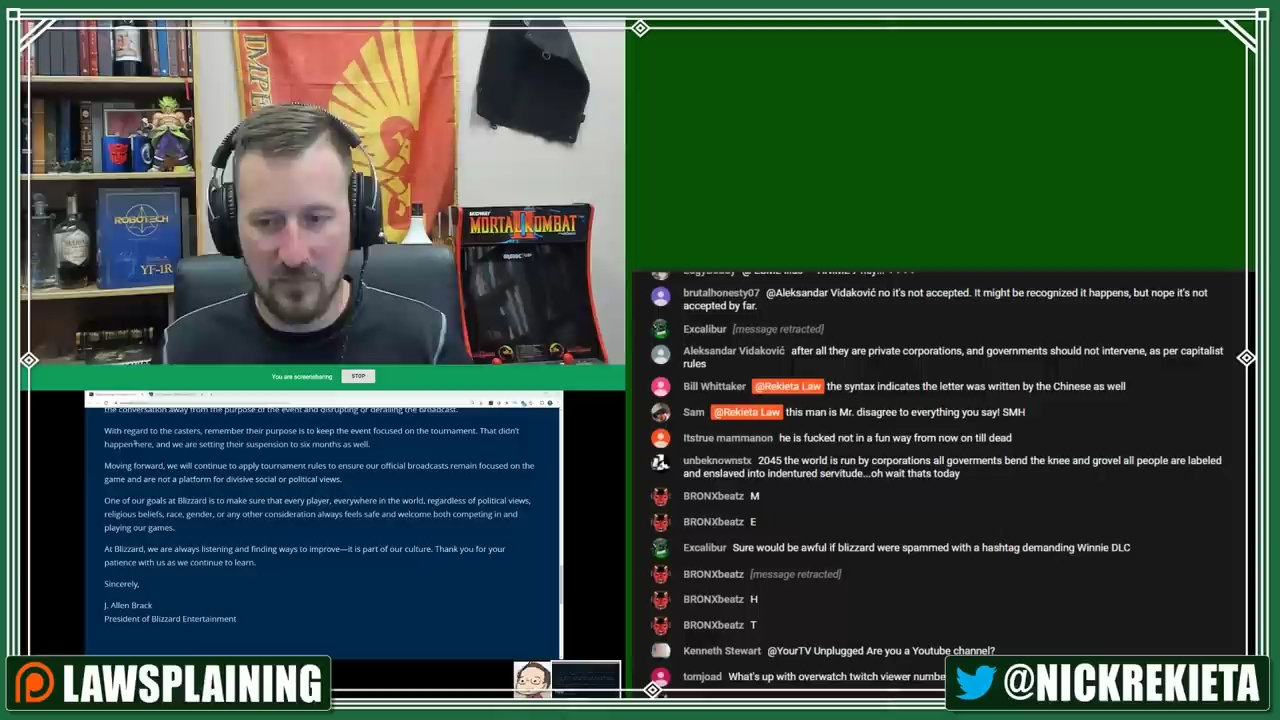 IMPE
ROBOTECH
YF-1R
MIDWAY
MORTAL KOMBAT
II
You are screensharing
STOP
the conversation away from the purpose of the event and disrupting or derailing the broadcast.
With regard to the casters, remember their purpose is to keep the event focused on the tournament. That didn't
happen here, and we are setting their suspension to six months as well.
Moving forward, we will continue to apply tournament rules to ensure our official broadcasts remain focused on the
game and are not a platform for divisive social or political views.
One of our goals at Blizzard is to make sure that every player, everywhere in the world, regardless of political views,
religious beliefs, race, gender, or any other consideration always feels safe and welcome both competing in and
playing our games.
At Blizzard, we are always listening and finding ways to improve—it is part of our culture. Thank you for your
patience with us as we continue to learn.
Sincerely,
J. Allen Brack
President of Blizzard Entertainment
brutalhonesty07 @Aleksandar Vidaković no it's not accepted. It might be recognized it happens, but nope it's not
accepted by far.
Excalibur [message retracted]
Aleksandar Vidaković after all they are private corporations, and governments should not intervene, as per capitalist
rules
Bill Whittaker @Rekieta Law the syntax indicates the letter was written by the Chinese as well
Sam @Rekieta Law this man is Mr. disagree to everything you say! SMH
Itstrue mammanon he is fucked not in a fun way from now on till dead
unbeknownstx 2045 the world is run by corporations all goverments bend the knee and grovel all people are labeled
and enslaved into indentured servitude...oh wait thats today
BRONXbeatz M
BRONXbeatz E
Excalibur Sure would be awful if blizzard were spammed with a hashtag demanding Winnie DLC
BRONXbeatz [message retracted]
BRONXbeatz H
BRONXbeatz T
Kenneth Stewart @YourTV Unplugged Are you a Youtube channel?
tomjoad What's up with overwatch twitch viewer numbe
LAWSPLAINING
@NICKREKIETA